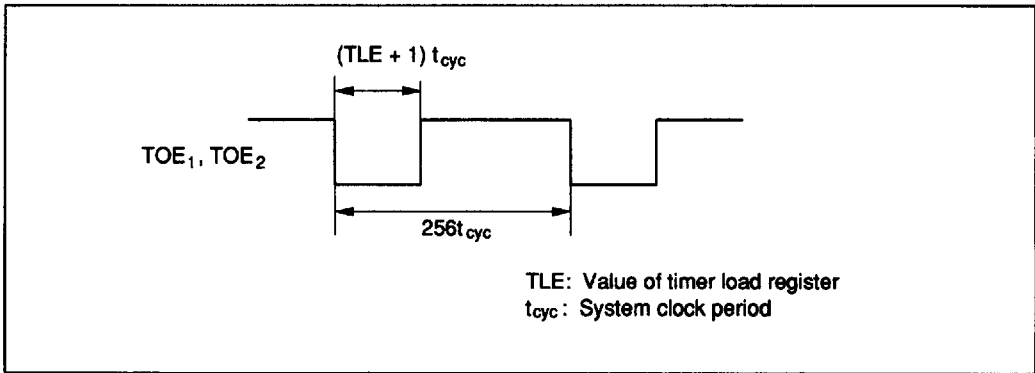 (TLE + 1) tcyc
TOE1, TOE2
256tcyc
TLE: Value of timer load register
tcyc: System clock period